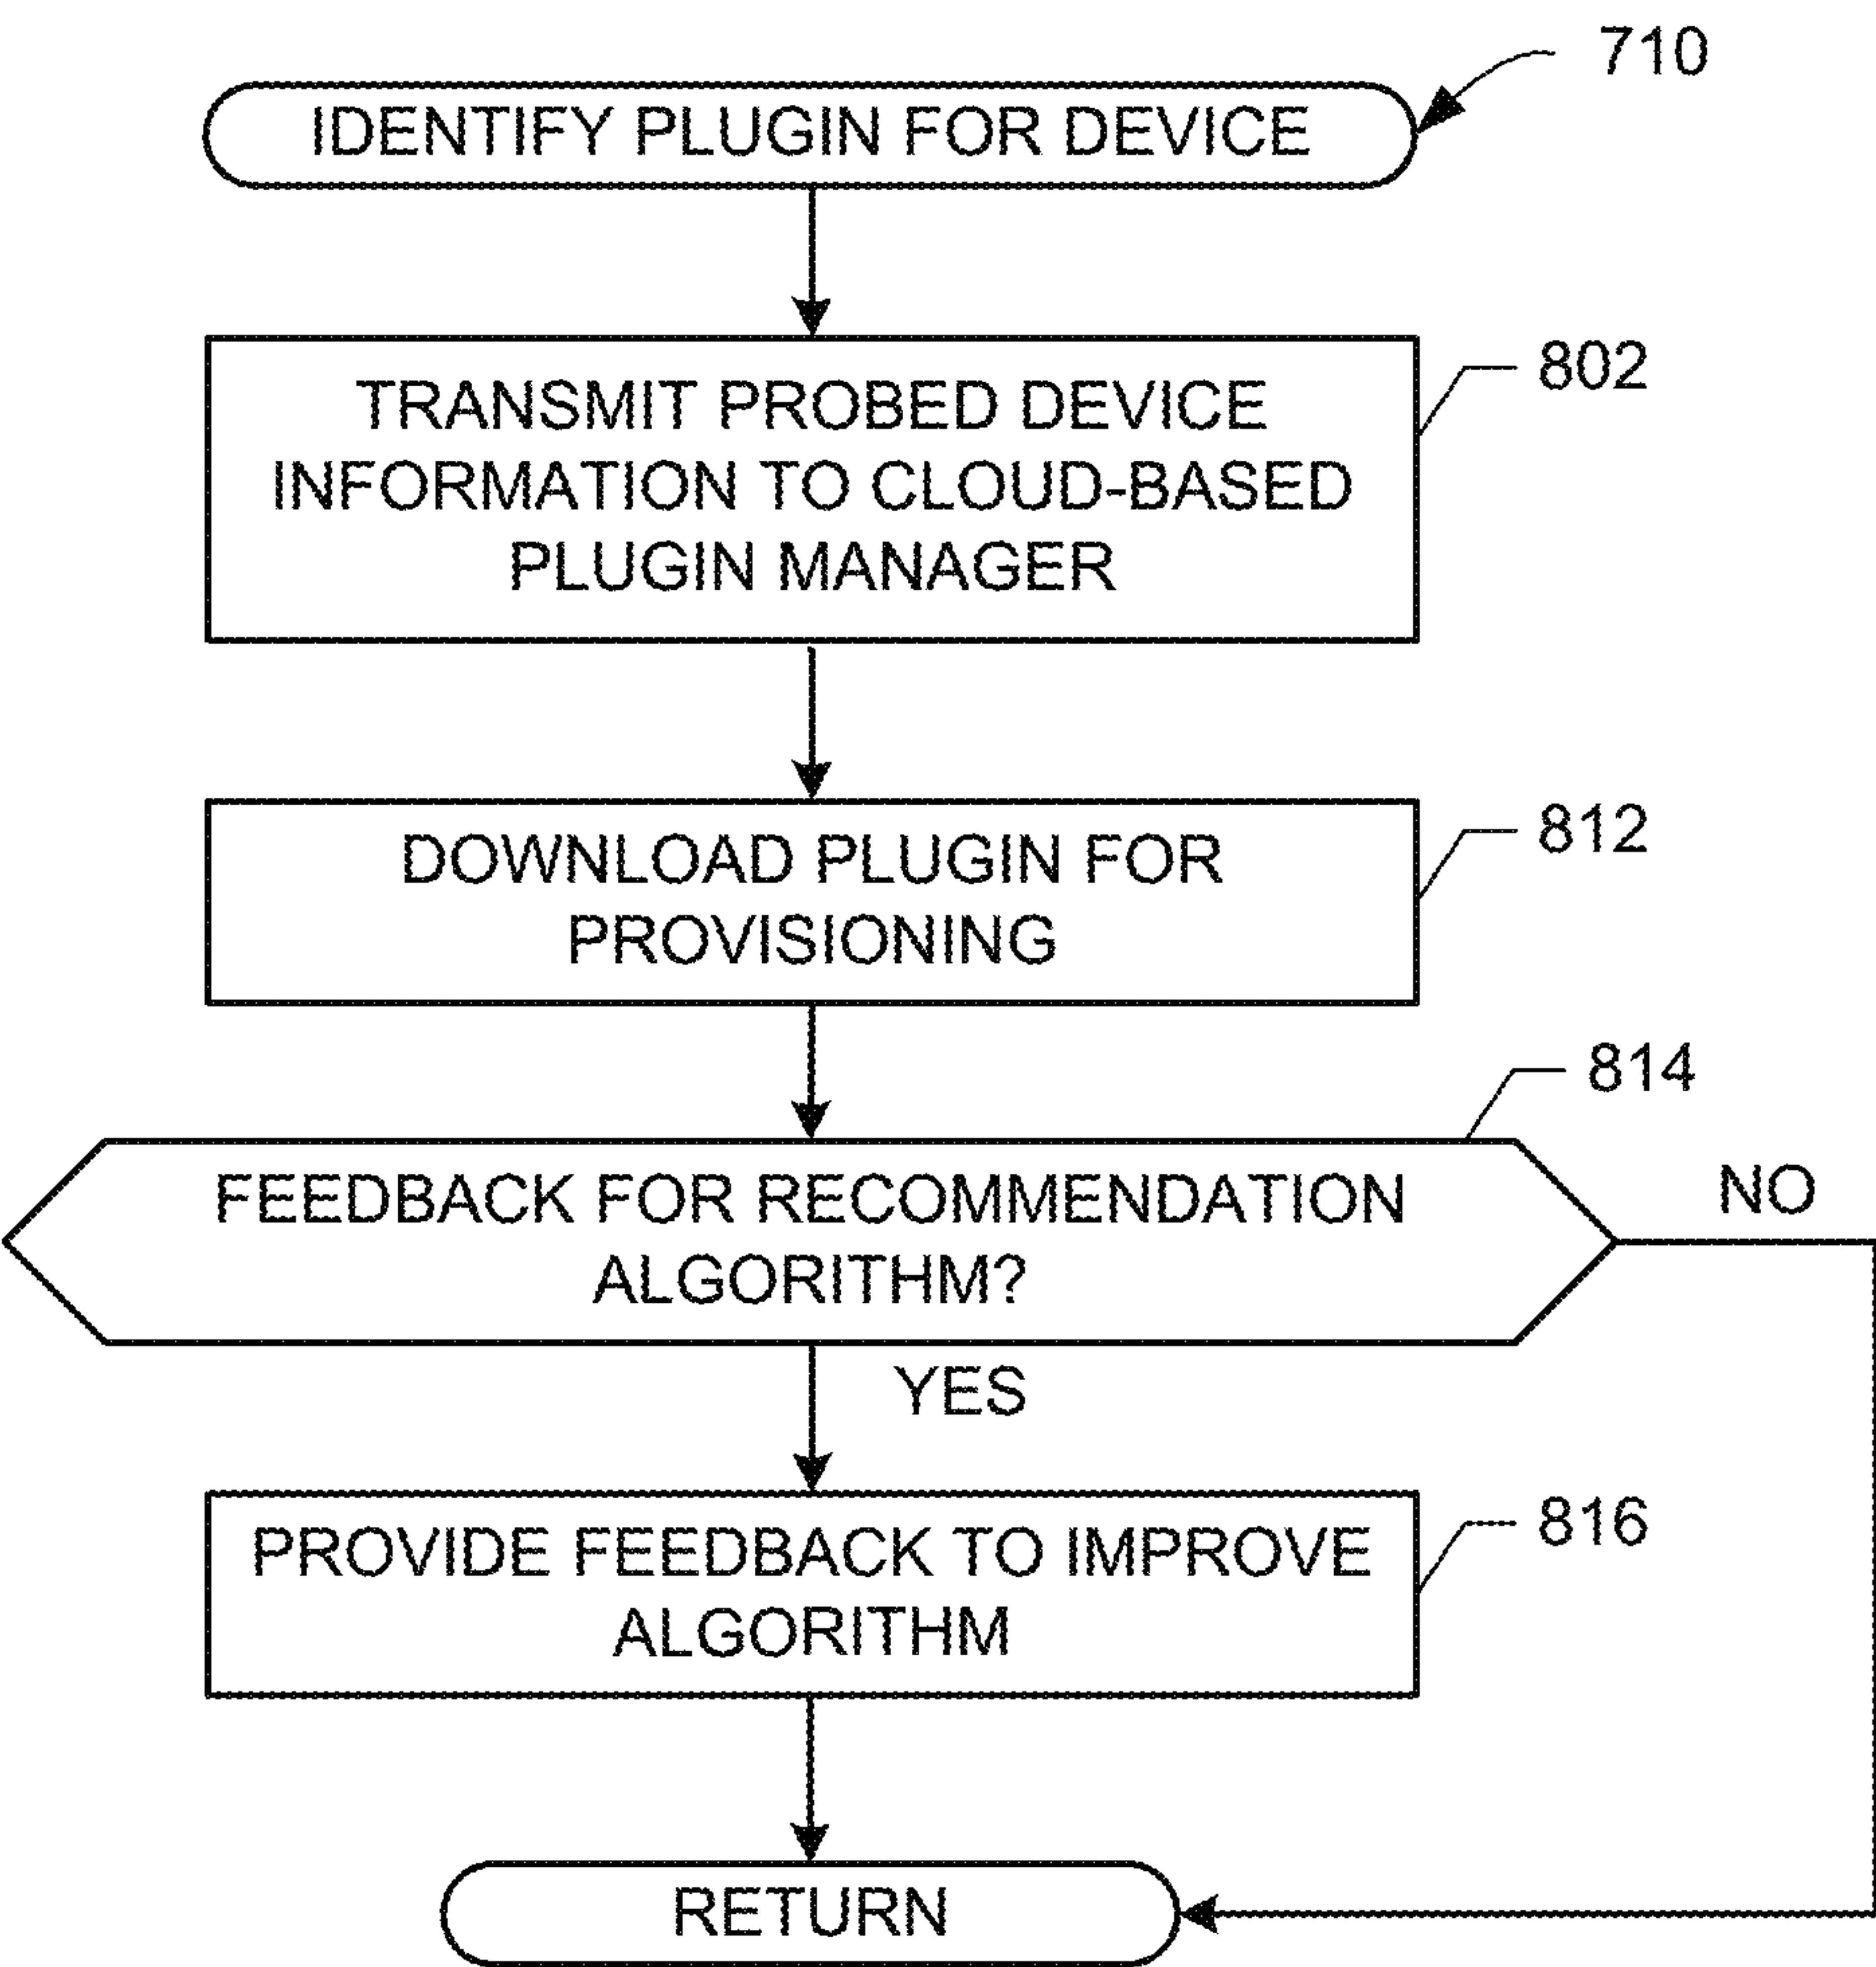 710
IDENTIFY PLUGIN FOR DEVICE
802
TRANSMIT PROBED DEVICE
INFORMATION TO CLOUD-BASED
PLUGIN MANAGER
812
DOWNLOAD PLUGIN FOR
PROVISIONING
814
FEEDBACK FOR RECOMMENDATION
ALGORITHM?
NO
YES
816
PROVIDE FEEDBACK TO IMPROVE
ALGORITHM
RETURN